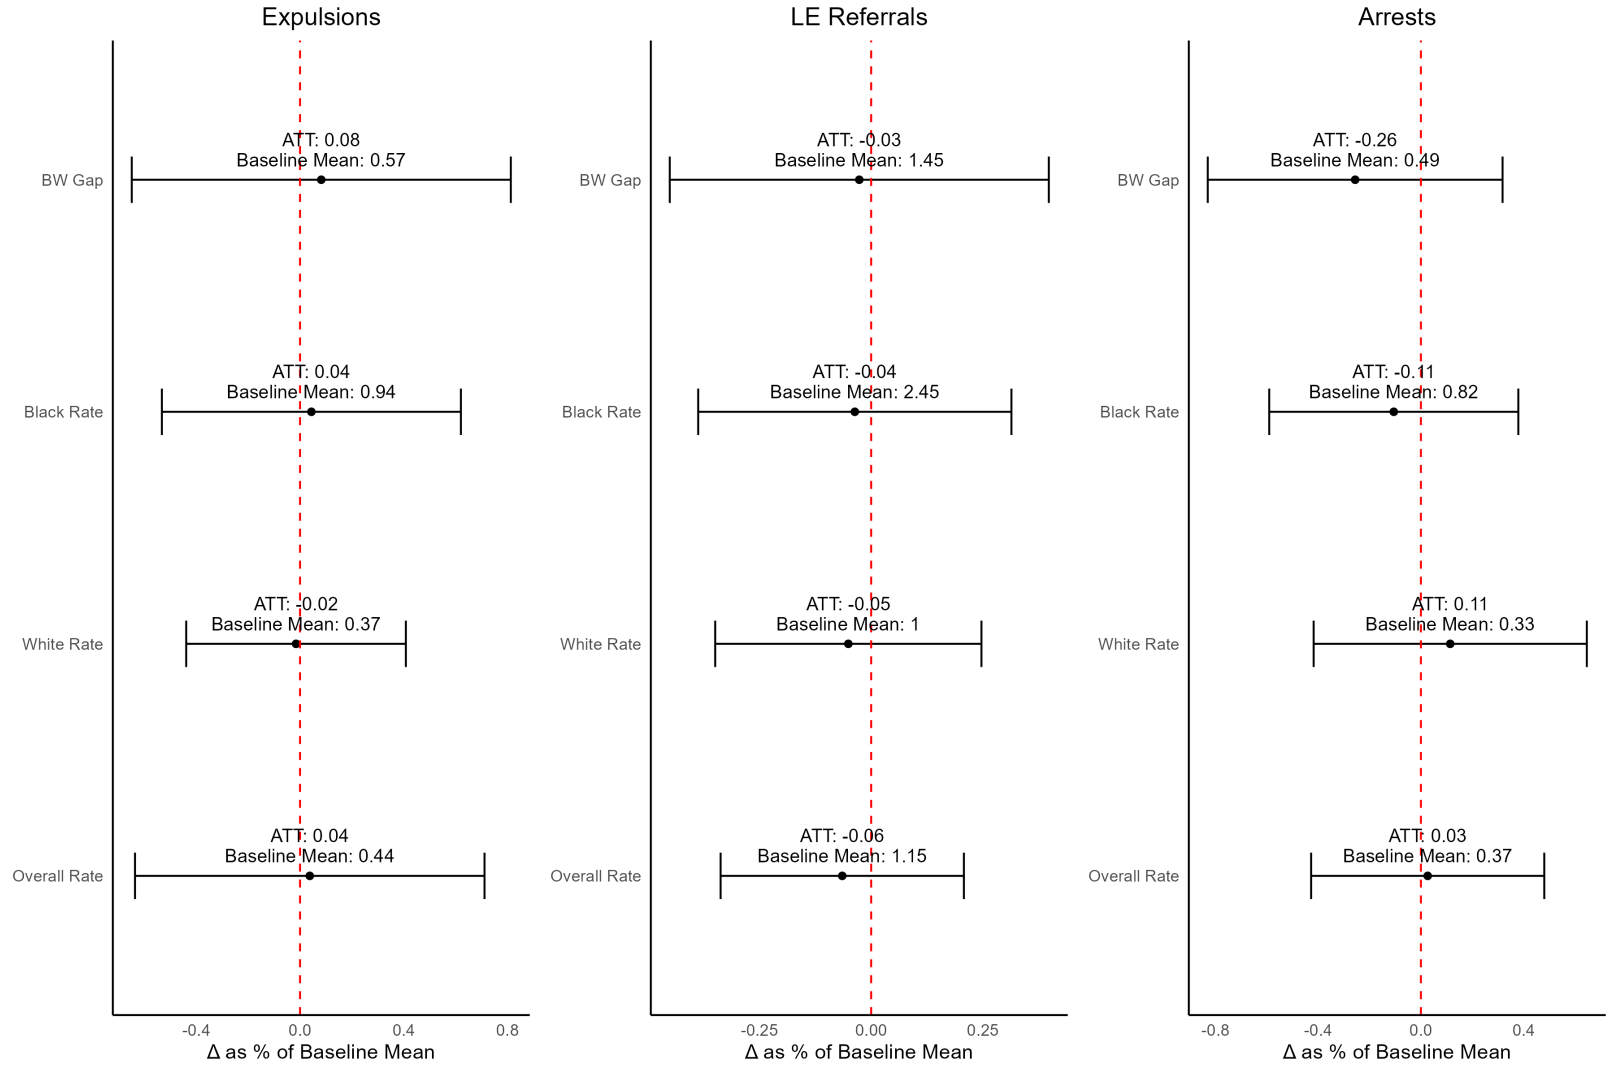 Expulsions
ATT: 0.08
Baseline Mean: 0.57
BW Gap
ATT: 0.04
Baseline Mean: 0.94
Black Rate
ATT: -0.02
Baseline Mean: 0.37
White Rate
ATT: 0.04
Baseline Mean: 0.44
Overall Rate
-0.4 0.0 0.4 0.8
Δ as % of Baseline Mean
LE Referrals
ATT: -0.03
Baseline Mean: 1.45
BW Gap
ATT: -0.04
Baseline Mean: 2.45
Black Rate
ATT: -0.05
Baseline Mean: 1
White Rate
ATT: -0.06
Baseline Mean: 1.15
Overall Rate
-0.25 0.00 0.25
Δ as % of Baseline Mean
Arrests
ATT: -0.26
Baseline Mean: 0.49
BW Gap
ATT: -0.11
Baseline Mean: 0.82
Black Rate
ATT: 0.11
Baseline Mean: 0.33
White Rate
ATT: 0.03
Baseline Mean: 0.37
Overall Rate
-0.8 -0.4 0.0 0.4
Δ as % of Baseline Mean